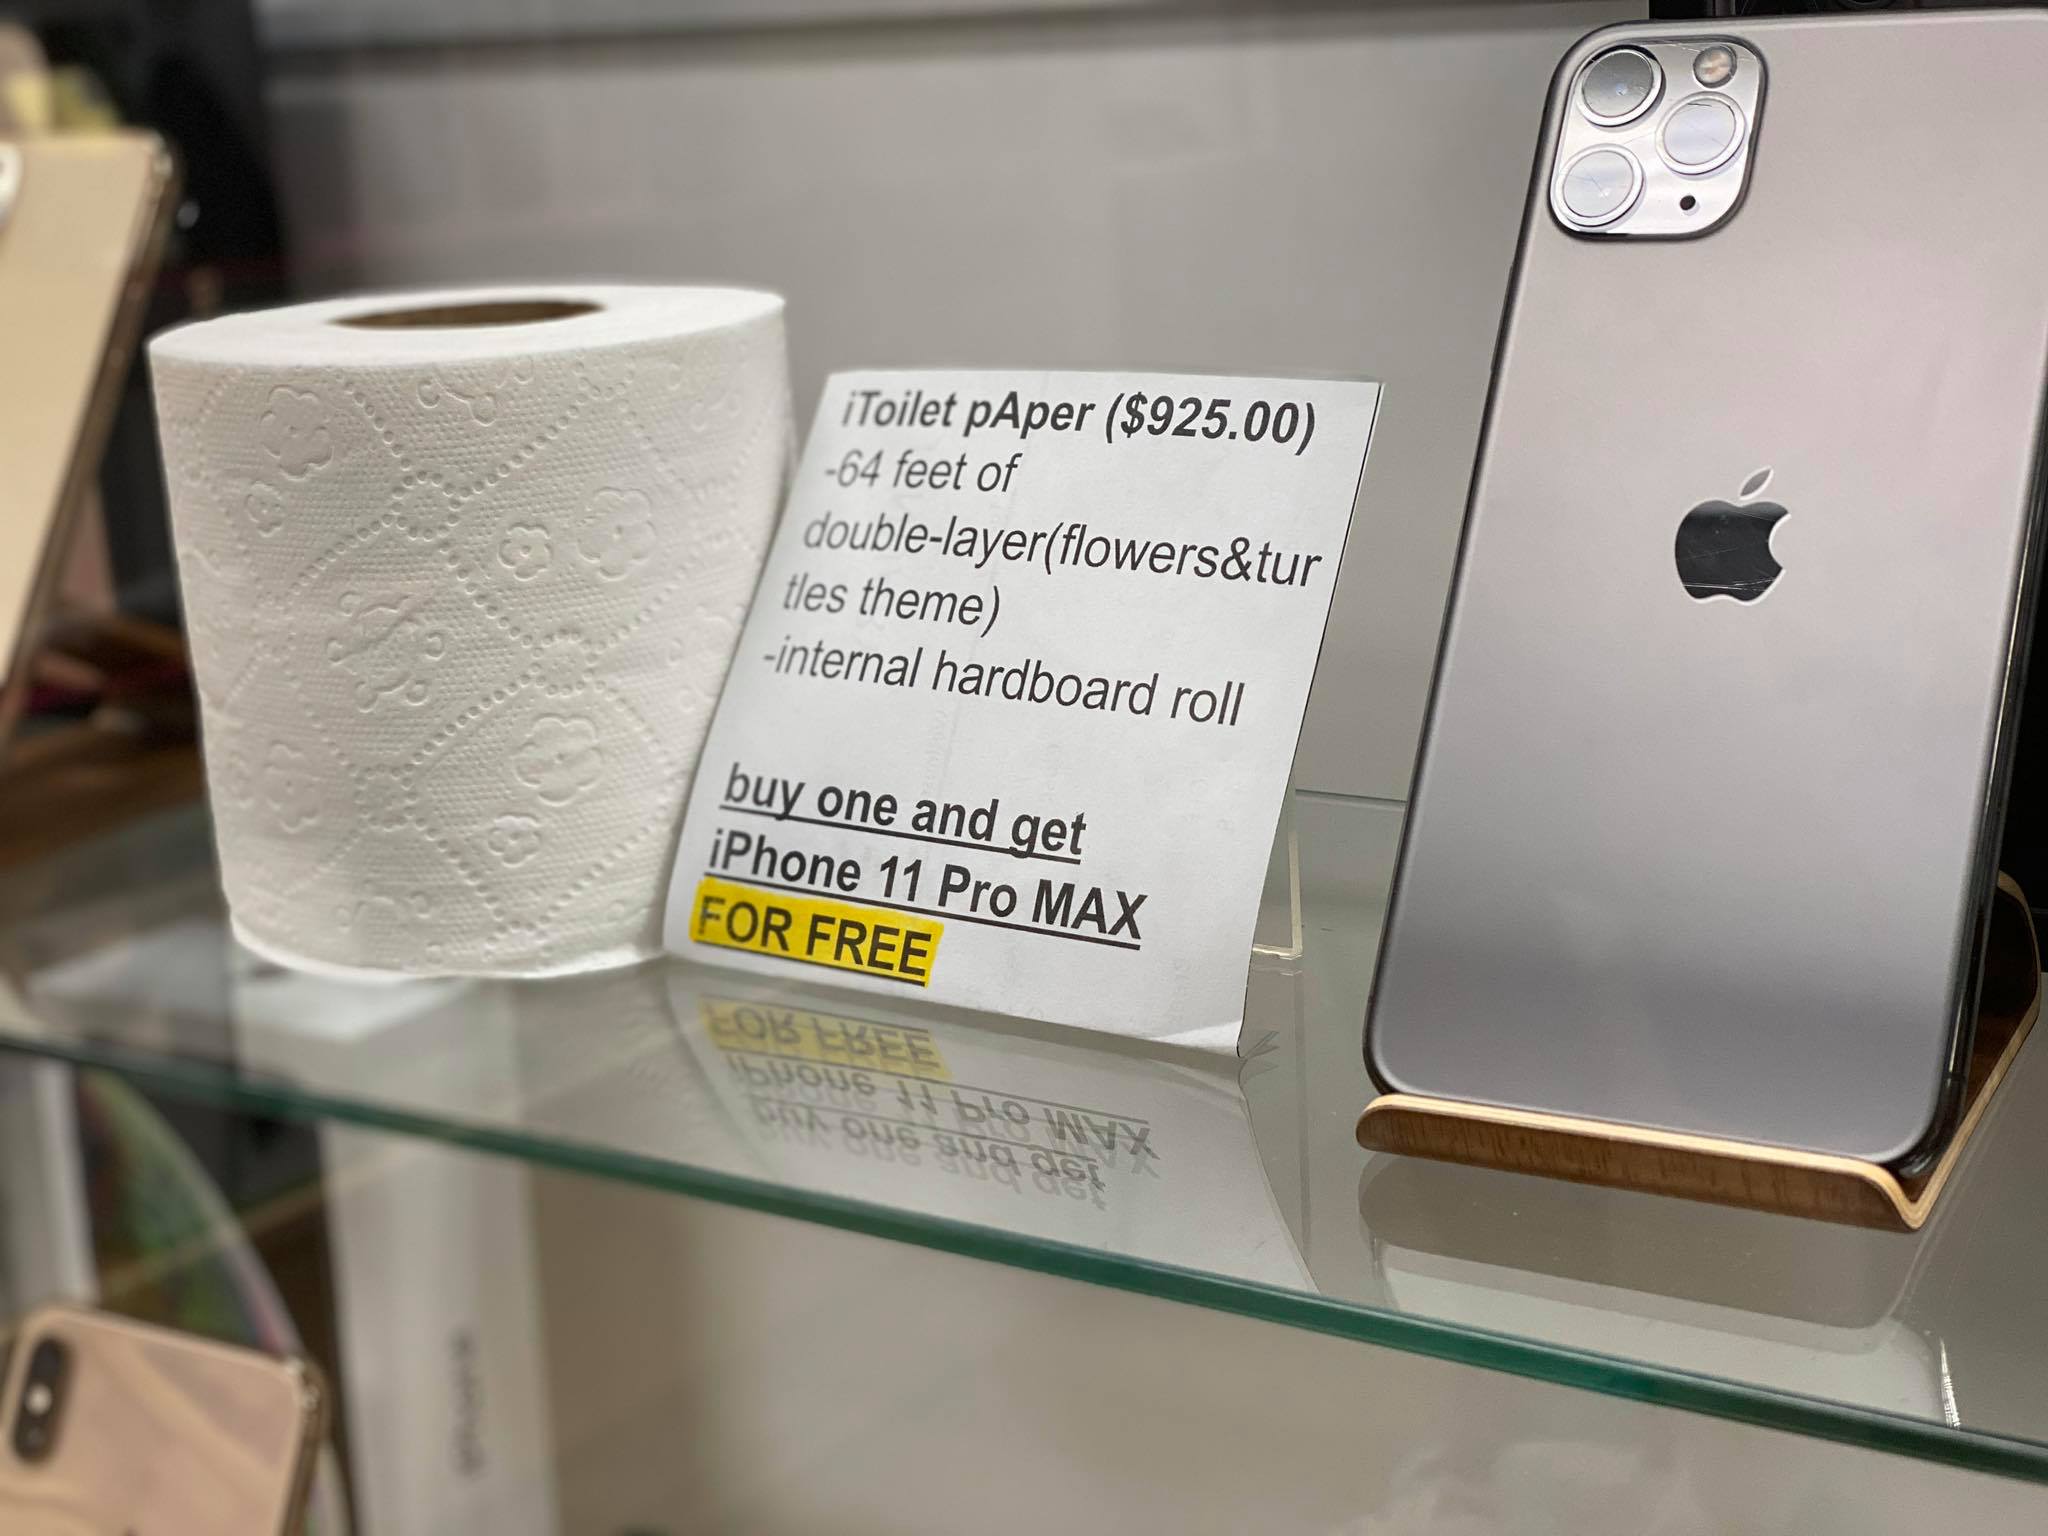 iToilet pAper ($925.00)
-64 feet of
double-layer(flowers&tur
tles theme)
-internal hardboard roll
buy one and get
iPhone 11 Pro MAX
FOR FREE